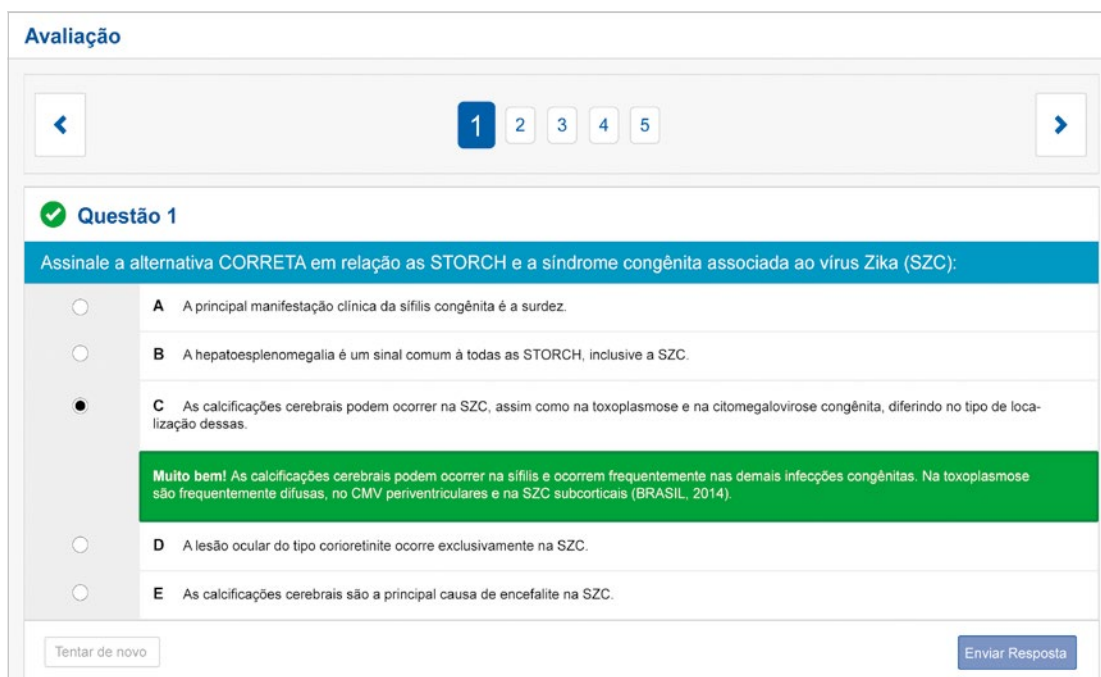 Avaliação
1 2 3 4 5
Questão 1
Assinale a alternativa CORRETA em relação as STORCH e a síndrome congênita associada ao vírus Zika (SZC):
A A principal manifestação clínica da sífilis congênita é a surdez.
B A hepatoesplenomegalia é um sinal comum à todas as STORCH, inclusive a SZC.
C As calcificações cerebrais podem ocorrer na SZC, assim como na toxoplasmose e na citomegalovirose congênita, diferindo no tipo de loca-
lização dessas.
Muito bem! As calcificações cerebrais podem ocorrer na sífilis e ocorrem frequentemente nas demais infecções congênitas. Na toxoplasmose
são frequentemente difusas, no CMV periventriculares e na SZC subcorticais (BRASIL, 2014).
D A lesão ocular do tipo corioretinite ocorre exclusivamente na SZC.
E As calcificações cerebrais são a principal causa de encefalite na SZC.
Tentar de novo
Enviar Resposta